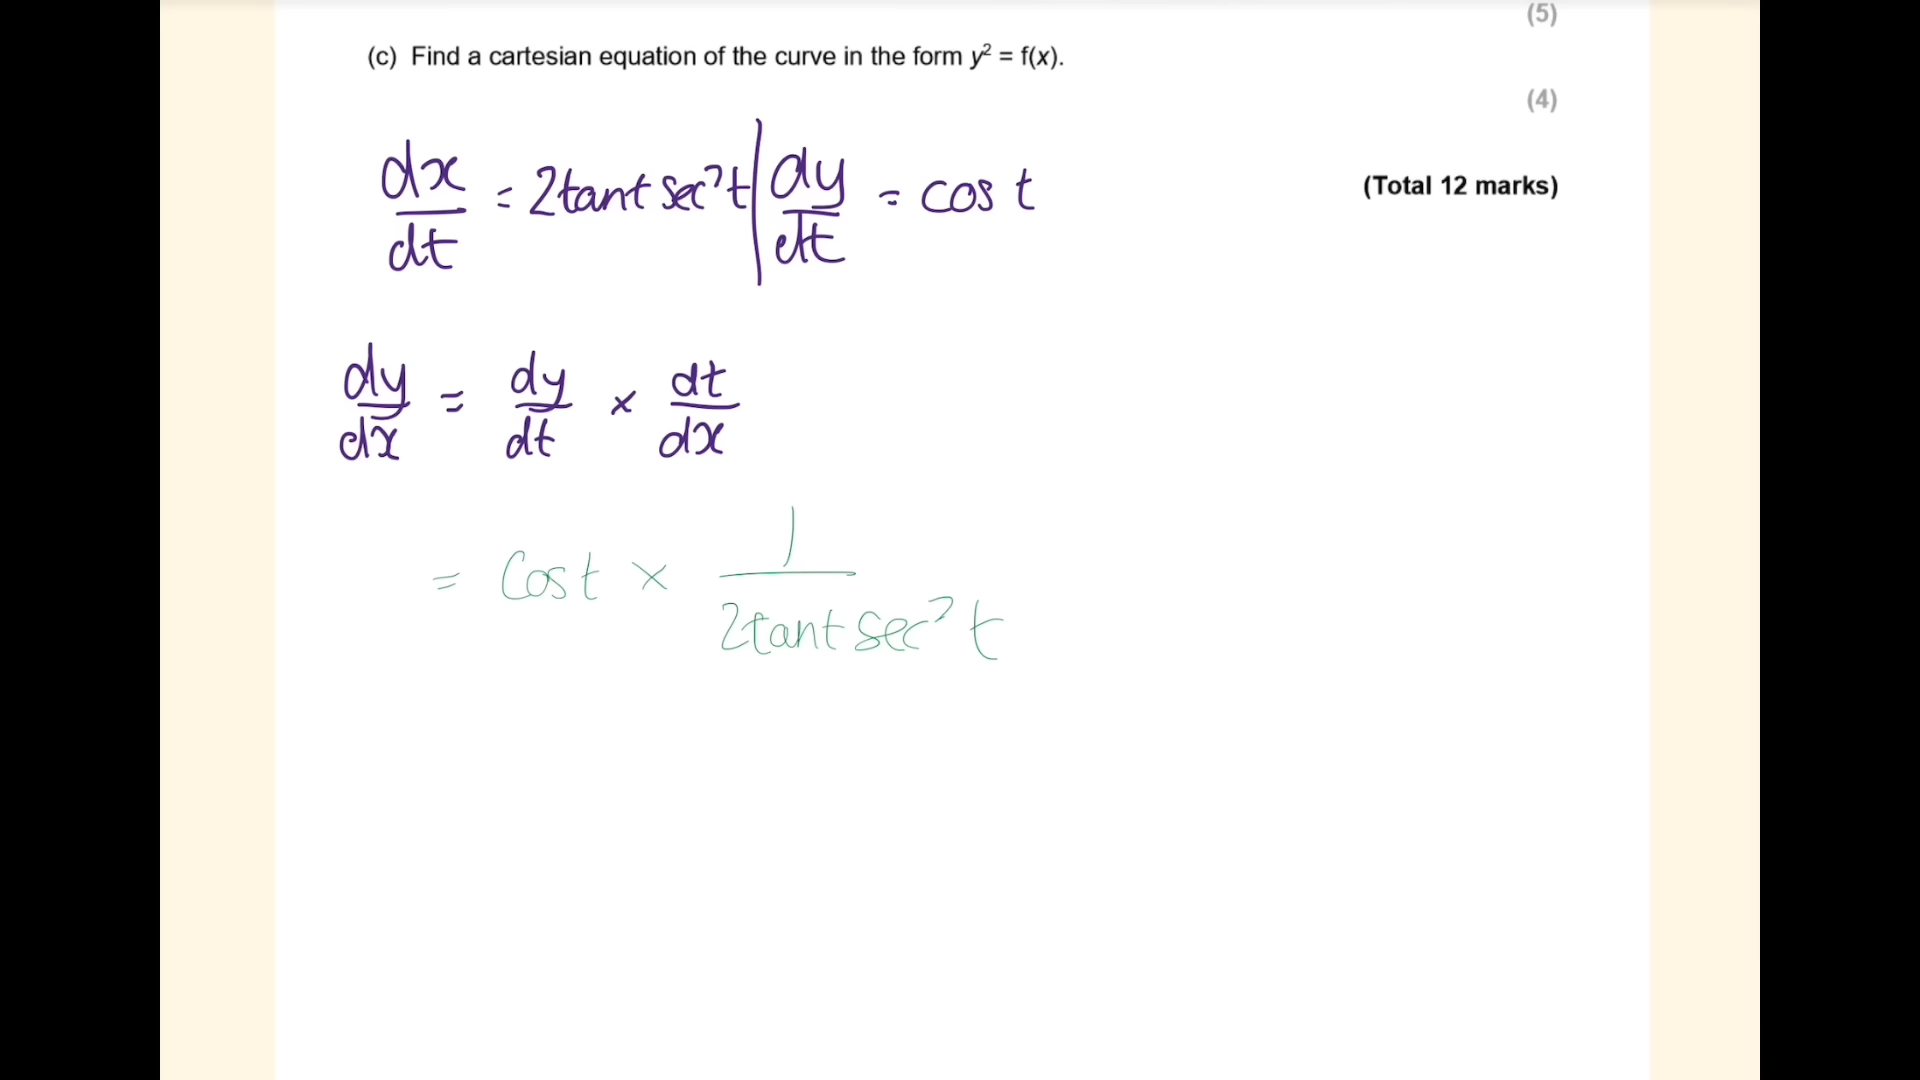 (5)
(c) Find a cartesian equation of the curve in the form y² = f(x).
(4)
dx/dt = 2tant sec²t | dy/dt = cos t
(Total 12 marks)
dy/dx = dy/dt × dt/dx
= Cost × 1/2tant sec²t